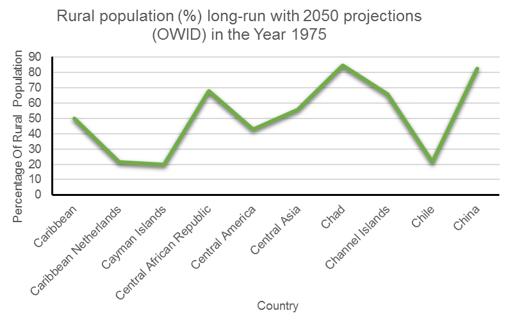 Rural population (%) long-run with 2050 projections
(OWID) in the Year 1975
Percentage Of Rural Population
90
80
70
60
50
40
30
20
10
0
Caribbean
Caribbean Netherlands
Cayman Islands
Central African Republic
Central America
Central Asia
Chad
Channel Islands
Chile
China
Country